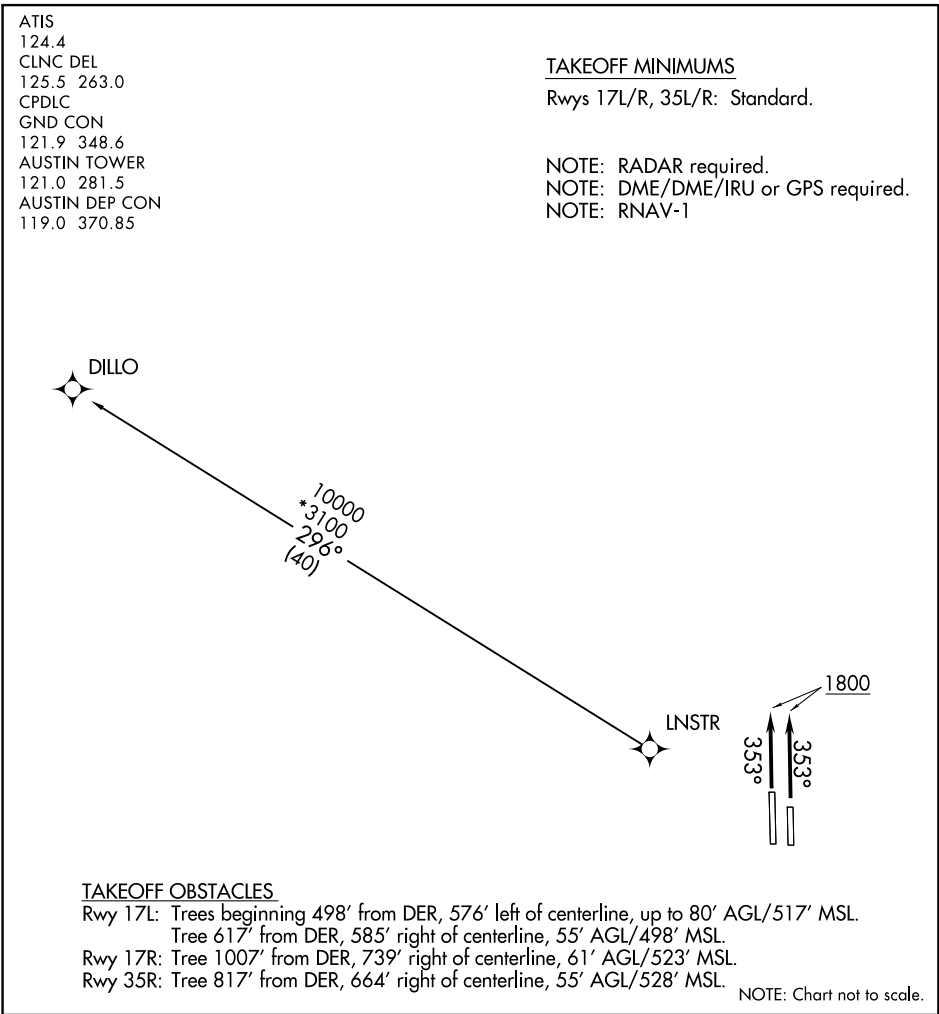 ATIS
124.4
CLNC DEL
125.5 263.0
CPDLC
GND CON
121.9 348.6
AUSTIN TOWER
121.0 281.5
AUSTIN DEP CON
119.0 370.85
TAKEOFF MINIMUMS
Rwys 17L/R, 35L/R: Standard.
NOTE: RADAR required.
NOTE: DME/DME/IRU or GPS required.
NOTE: RNAV-1
DILLO
10000
*3100
296°
(40)
LNSTR
1800
353°
353°
TAKEOFF OBSTACLES
Rwy 17L: Trees beginning 498' from DER, 576' left of centerline, up to 80' AGL/517' MSL.
Tree 617' from DER, 585' right of centerline, 55' AGL/498' MSL.
Rwy 17R: Tree 1007' from DER, 739' right of centerline, 61' AGL/523' MSL.
Rwy 35R: Tree 817' from DER, 664' right of centerline, 55' AGL/528' MSL.
NOTE: Chart not to scale.